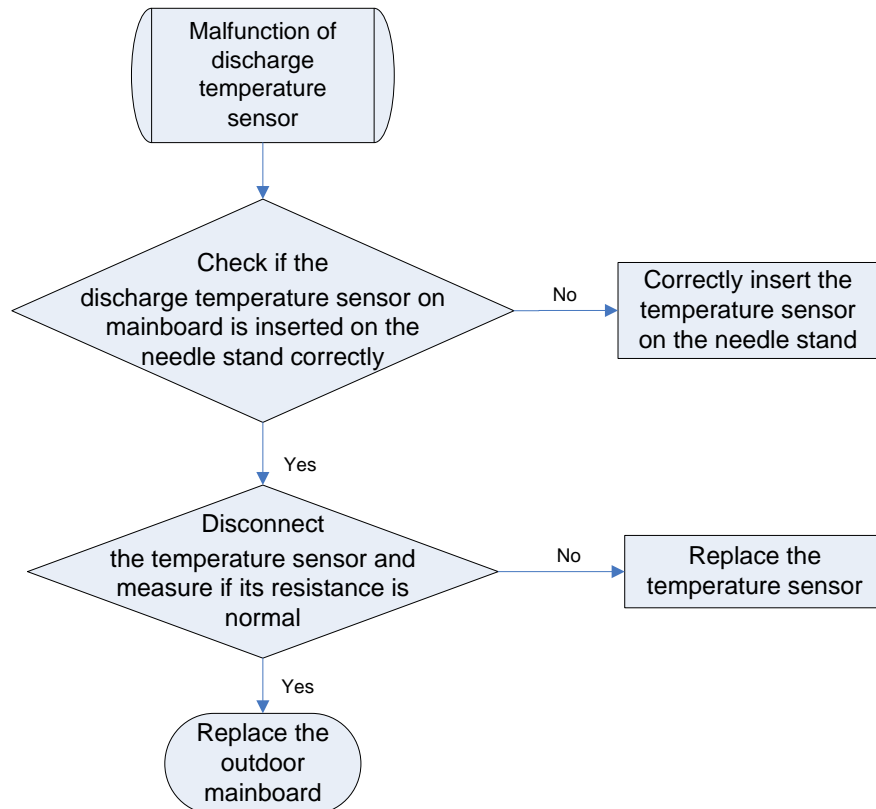 Malfunction of
discharge
temperature
sensor
Check if the
discharge temperature sensor on
mainboard is inserted on the
needle stand correctly
No
Correctly insert the
temperature sensor
on the needle stand
Yes
Disconnect
the temperature sensor and
measure if its resistance is
normal
No
Replace the
temperature sensor
Yes
Replace the
outdoor
mainboard